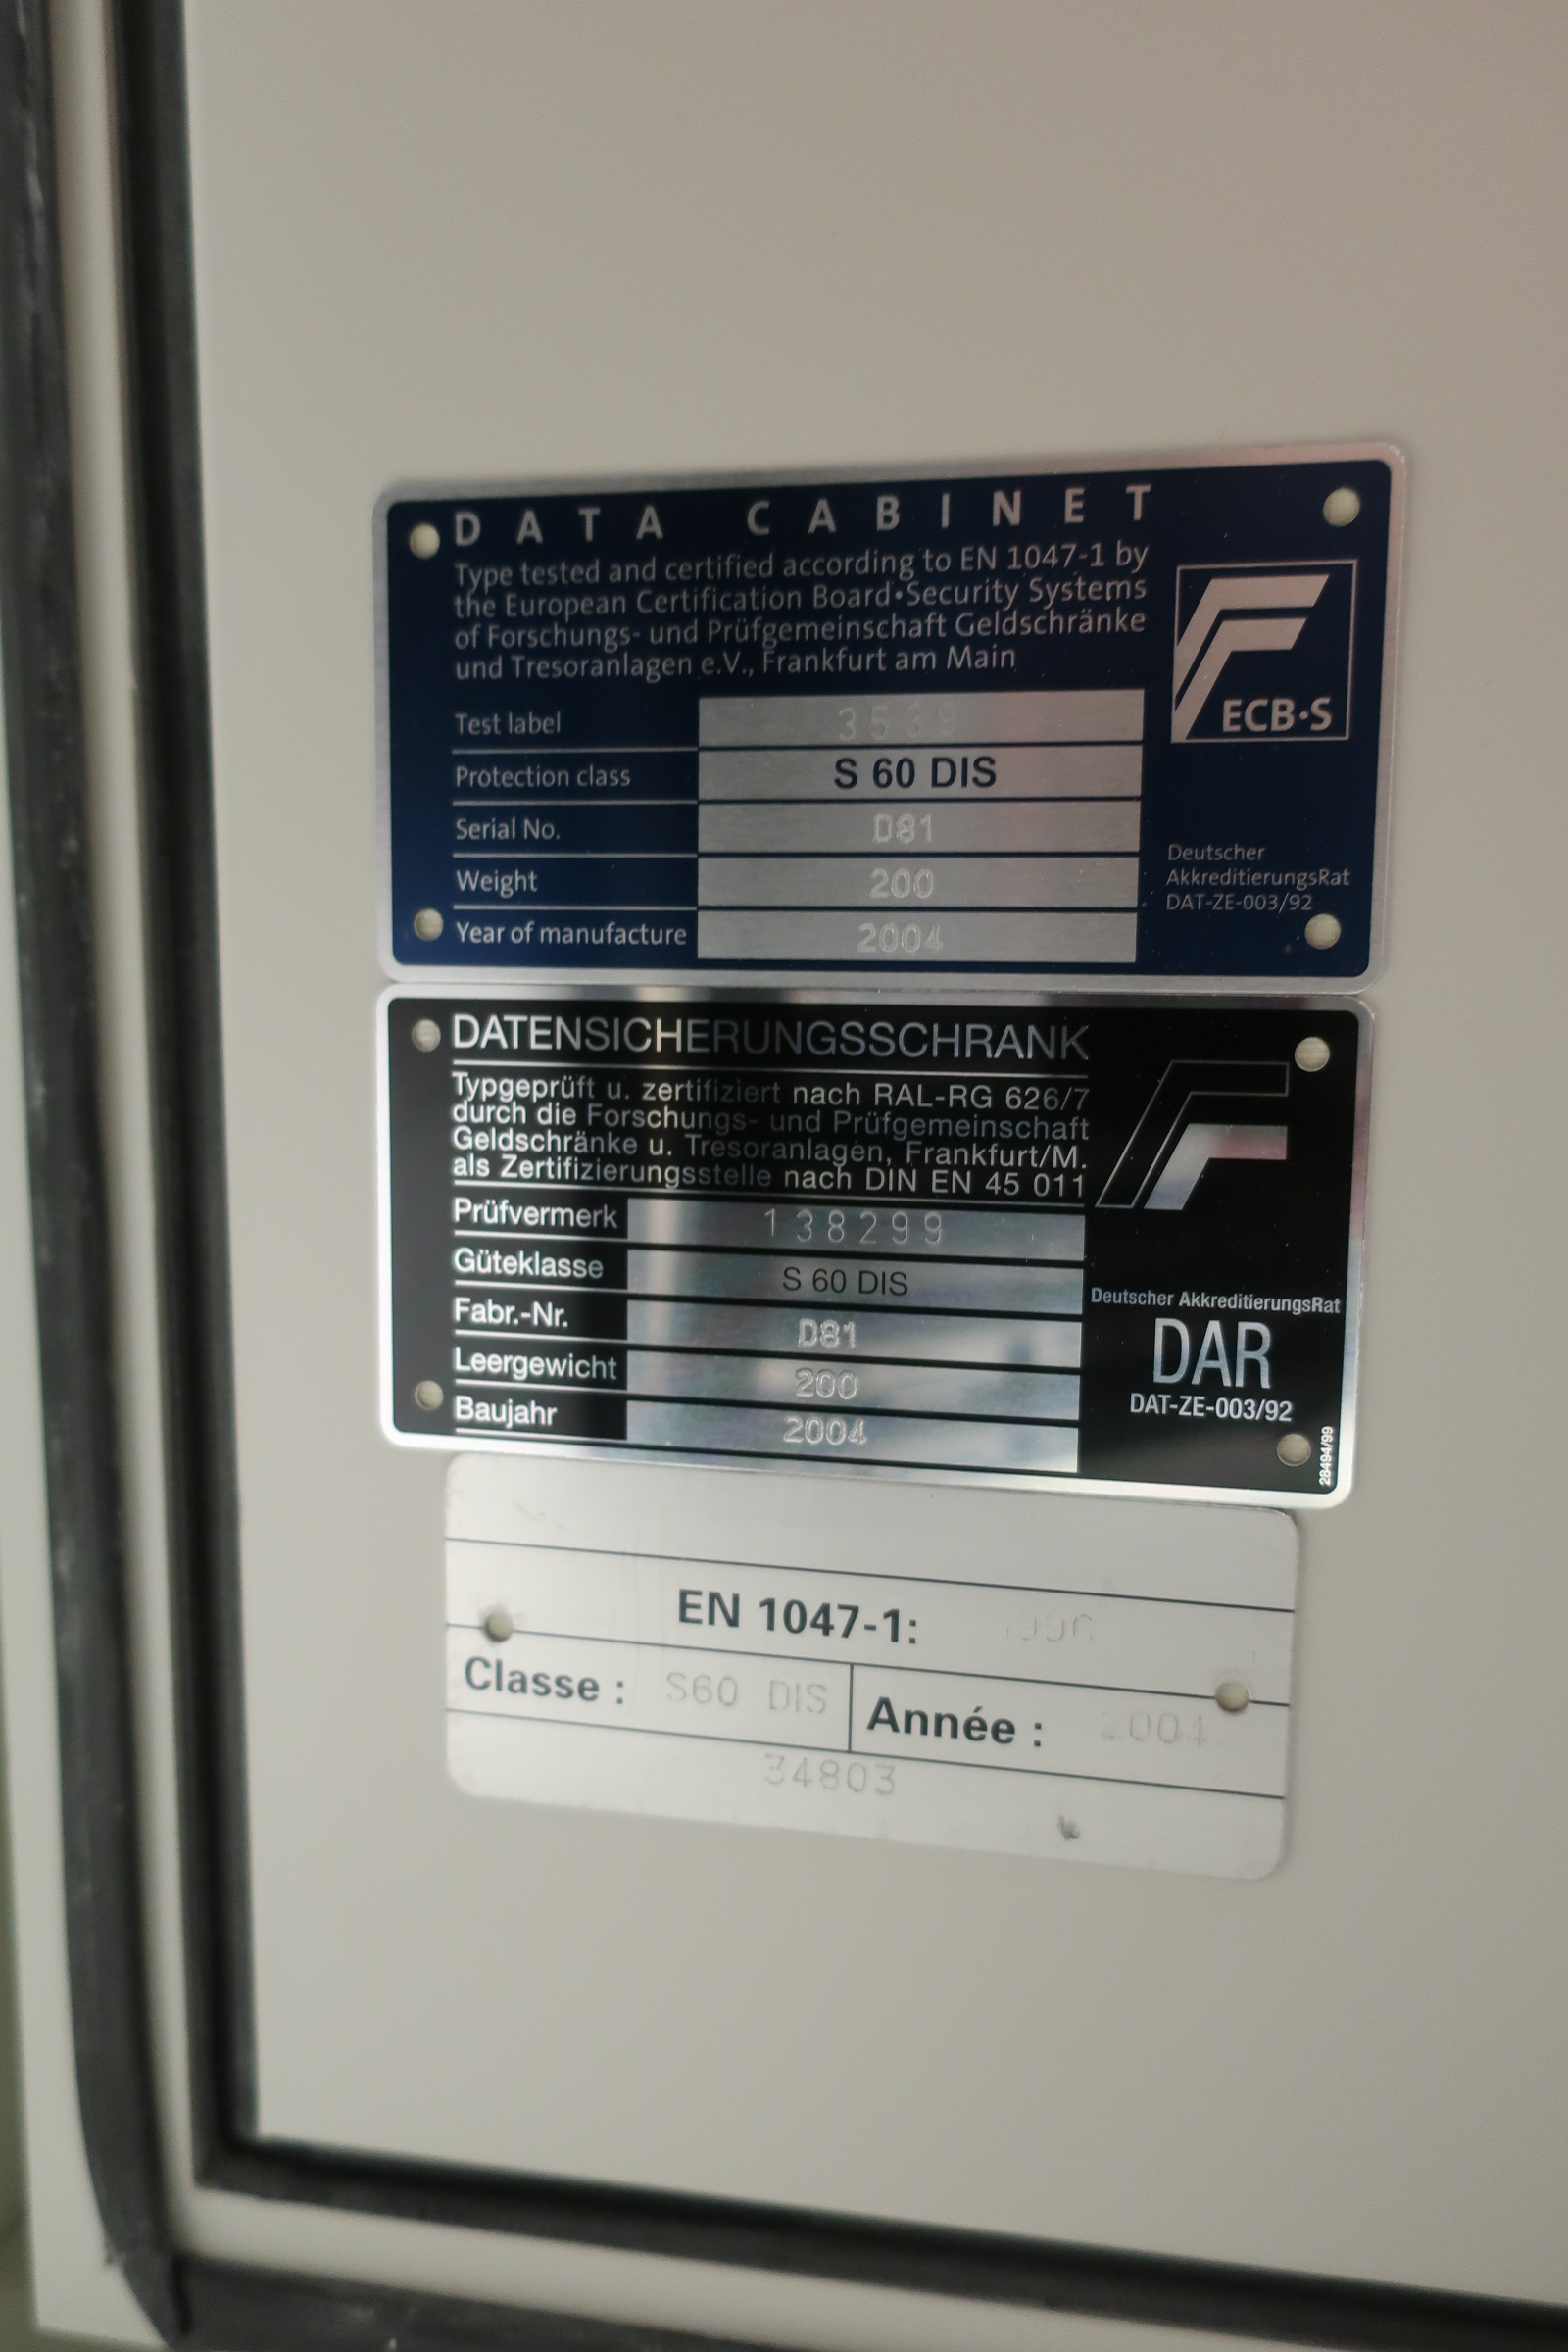 DATA CABINET
Type tested and certified according to EN 1047-1 by
the European Certification Board•Security Systems
of Forschungs- und Prüfgemeinschaft Geldschränke
und Tresoranlagen e.V., Frankfurt am Main
ECB•S
Test label 3539
Protection class S 60 DIS
Serial No. D81
Weight 200
Year of manufacture 2004
Deutscher
AkkreditierungsRat
DAT-ZE-003/92
DATENSICHERUNGSSCHRANK
Typgeprüft u. zertifiziert nach RAL-RG 626/7
durch die Forschungs- und Prüfgemeinschaft
Geldschränke u. Tresoranlagen, Frankfurt/M.
als Zertifizierungsstelle nach DIN EN 45 011
Prüfvermerk 138299
Güteklasse S 60 DIS
Fabr.-Nr. D81
Leergewicht 200
Baujahr 2004
Deutscher AkkreditierungsRat
DAR
DAT-ZE-003/92
28494/99
EN 1047-1:
Classe : S60 DIS Année : 2004
34803